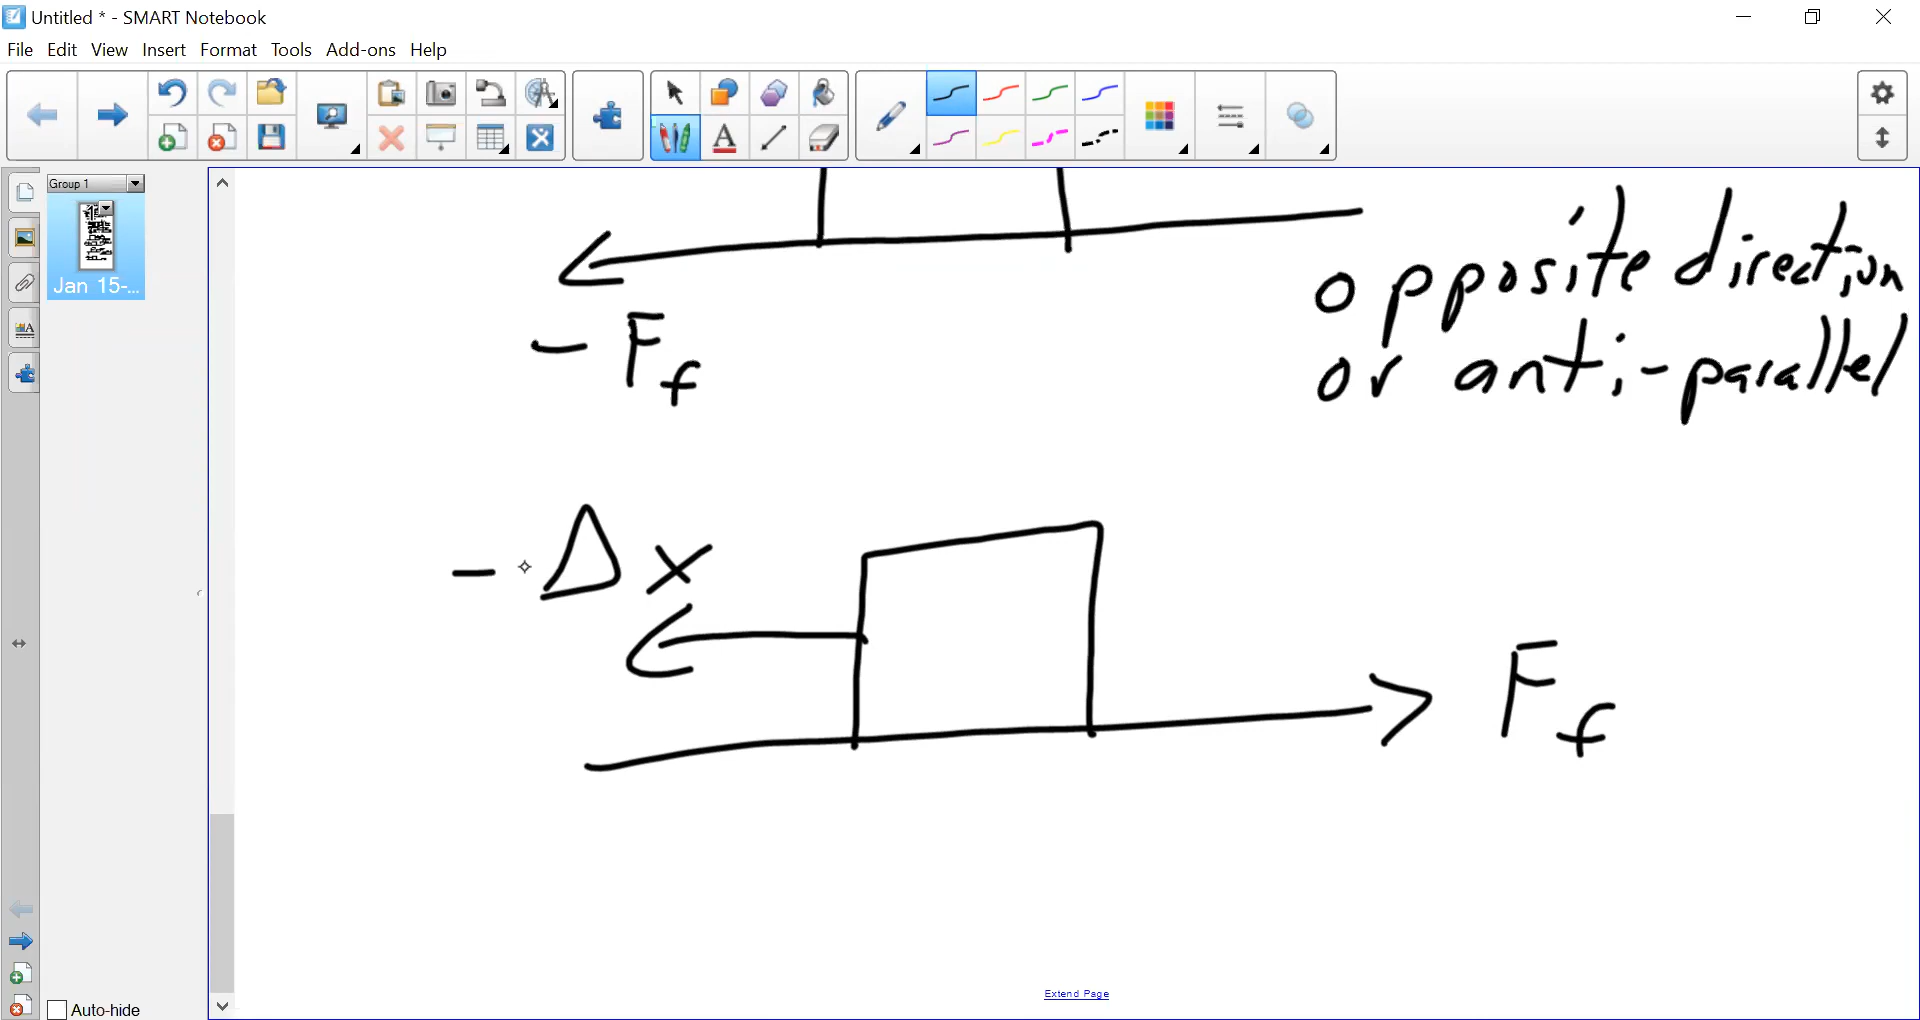 Untitled * - SMART Notebook
File Edit View Insert Format Tools Add-ons Help
Group 1
Jan 15-...
opposite direction
- Ff
or anti-parallel
- Δx
Ff
Extend Page
Auto-hide